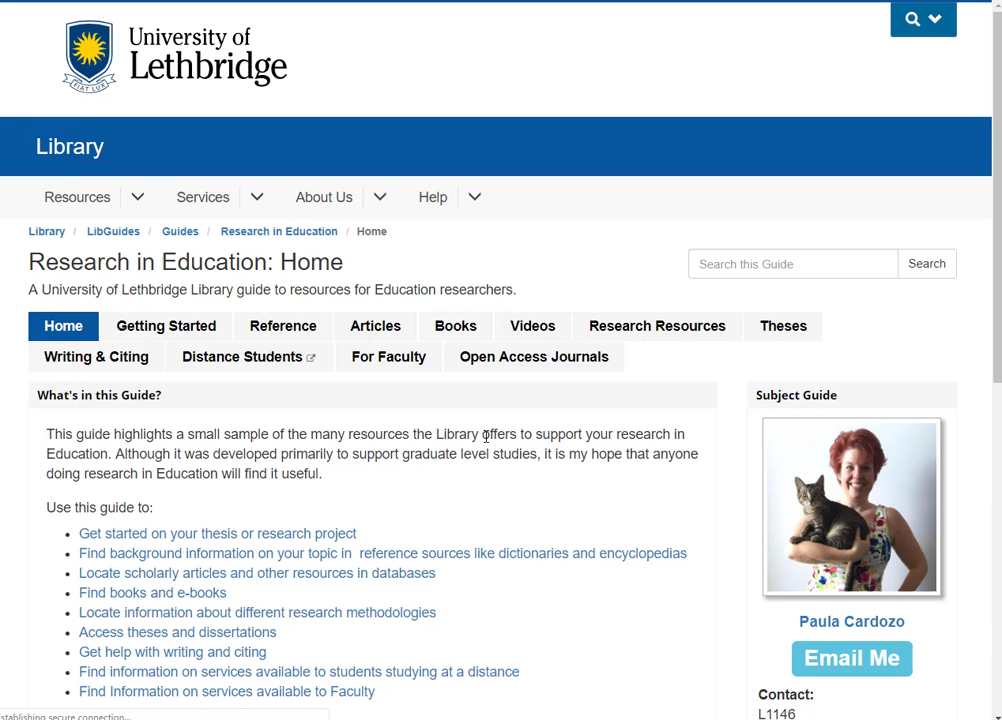 University of
Lethbridge
FIAT LUX
Library
Resources Services About Us Help
Library / LibGuides / Guides / Research in Education / Home
Research in Education: Home
Search this Guide Search
A University of Lethbridge Library guide to resources for Education researchers.
Home Getting Started Reference Articles Books Videos Research Resources Theses
Writing & Citing Distance Students For Faculty Open Access Journals
What's in this Guide?
This guide highlights a small sample of the many resources the Library offers to support your research in
Education. Although it was developed primarily to support graduate level studies, it is my hope that anyone
doing research in Education will find it useful.
Use this guide to:
Get started on your thesis or research project
Find background information on your topic in reference sources like dictionaries and encyclopedias
Locate scholarly articles and other resources in databases
Find books and e-books
Locate information about different research methodologies
Access theses and dissertations
Get help with writing and citing
Find information on services available to students studying at a distance
Find Information on services available to Faculty
Subject Guide
Paula Cardozo
Email Me
Contact:
L1146
stablishing secure connection...